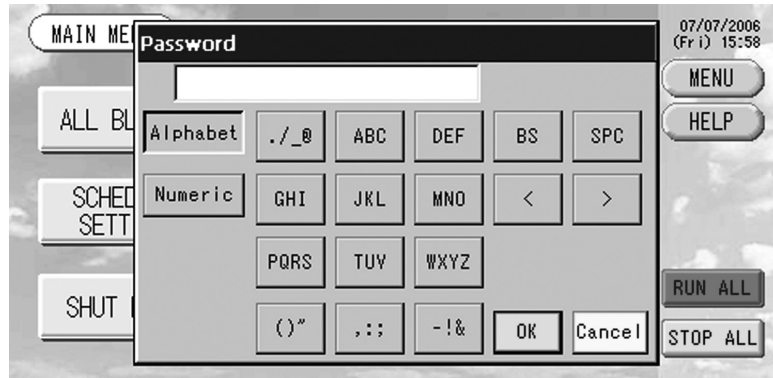 MAIN ME
07/07/2006
(Fri) 15:58
Password
MENU
HELP
ALL BL
Alphabet ./_@ ABC DEF BS SPC
SCHED
SETT
Numeric GHI JKL MNO < >
PQRS TUV WXYZ
SHUT
()" ,:; -!& OK Cancel
RUN ALL
STOP ALL